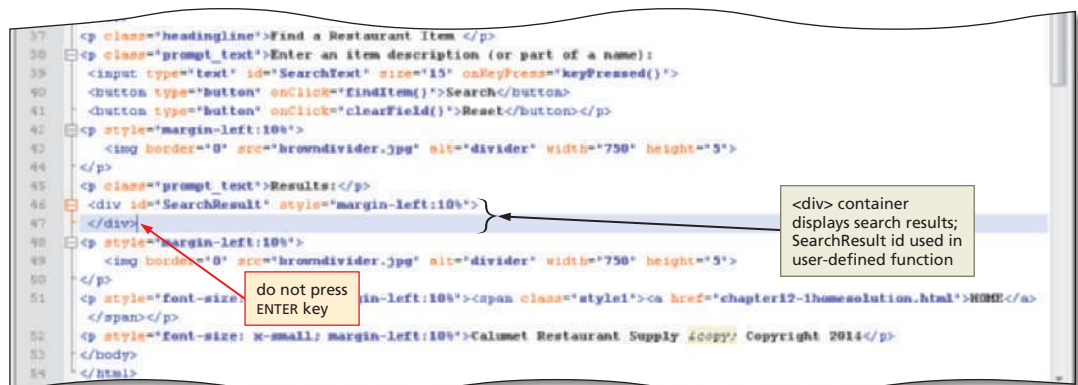 37 <p class="headingline">Find a Restaurant Item </p>
38 <p class="prompt_text">Enter an item description (or part of a name):
39 <input type="text" id="SearchText" size="15" onKeyPress="keyPressed()">
40 <button type="button" onClick="findItem()">Search</button>
41 <button type="button" onClick="clearField()">Reset</button></p>
42 <p style="margin-left:10%">
43 <img border="0" src="browndivider.jpg" alt="divider" width="750" height="5">
44 </p>
45 <p class="prompt_text">Results:</p>
46 <div id="SearchResult" style="margin-left:10%">
47 </div>
48 <p style="margin-left:10%">
49 <img border="0" src="browndivider.jpg" alt="divider" width="750" height="5">
50 </p>
51 <p style="font-size: in-left:10%"><span class="style1"><a href="chapter12-1homesolution.html">HOME</a>
</span></p>
52 <p style="font-size: x-small; margin-left:10%">Calumet Restaurant Supply &copy; Copyright 2014</p>
53 </body>
54 </html>
<div> container
displays search results;
SearchResult id used in
user-defined function
do not press
ENTER key